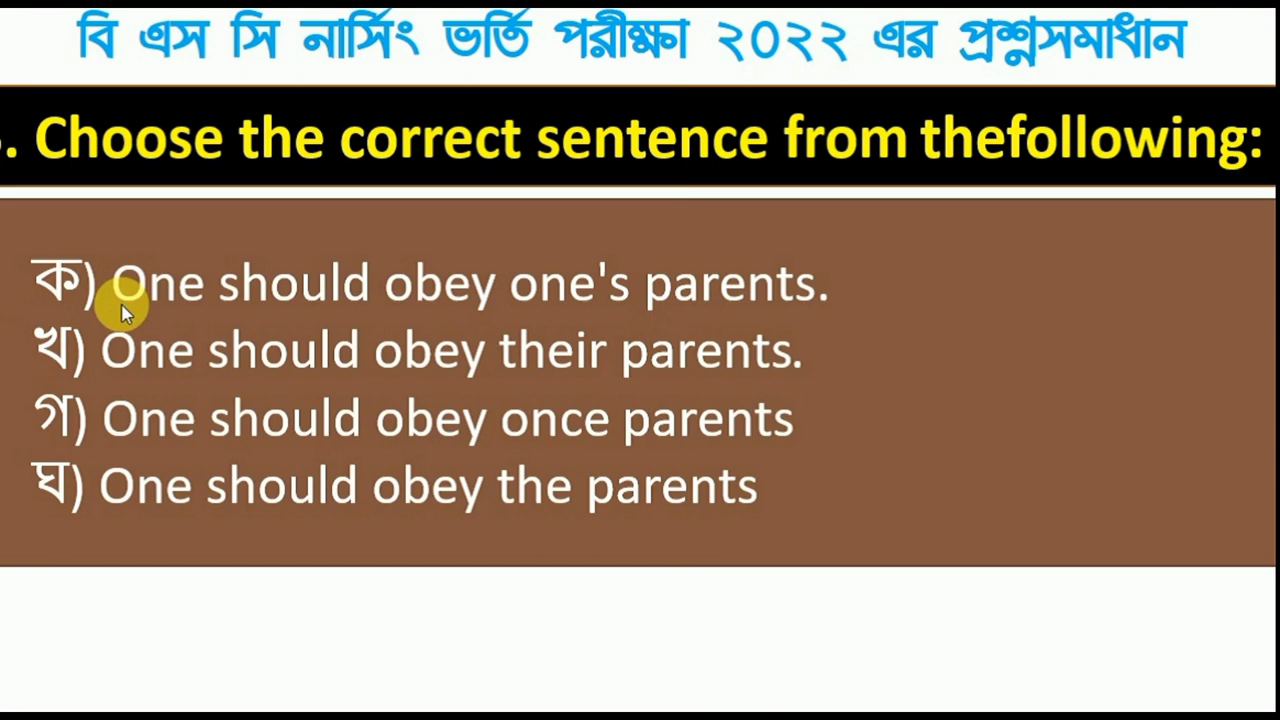 বি এস সি নার্সিং ভর্তি পরীক্ষা ২০২২ এর প্রশ্নসমাধান
. Choose the correct sentence from thefollowing:
ক) One should obey one's parents.
খ) One should obey their parents.
গ) One should obey once parents
ঘ) One should obey the parents